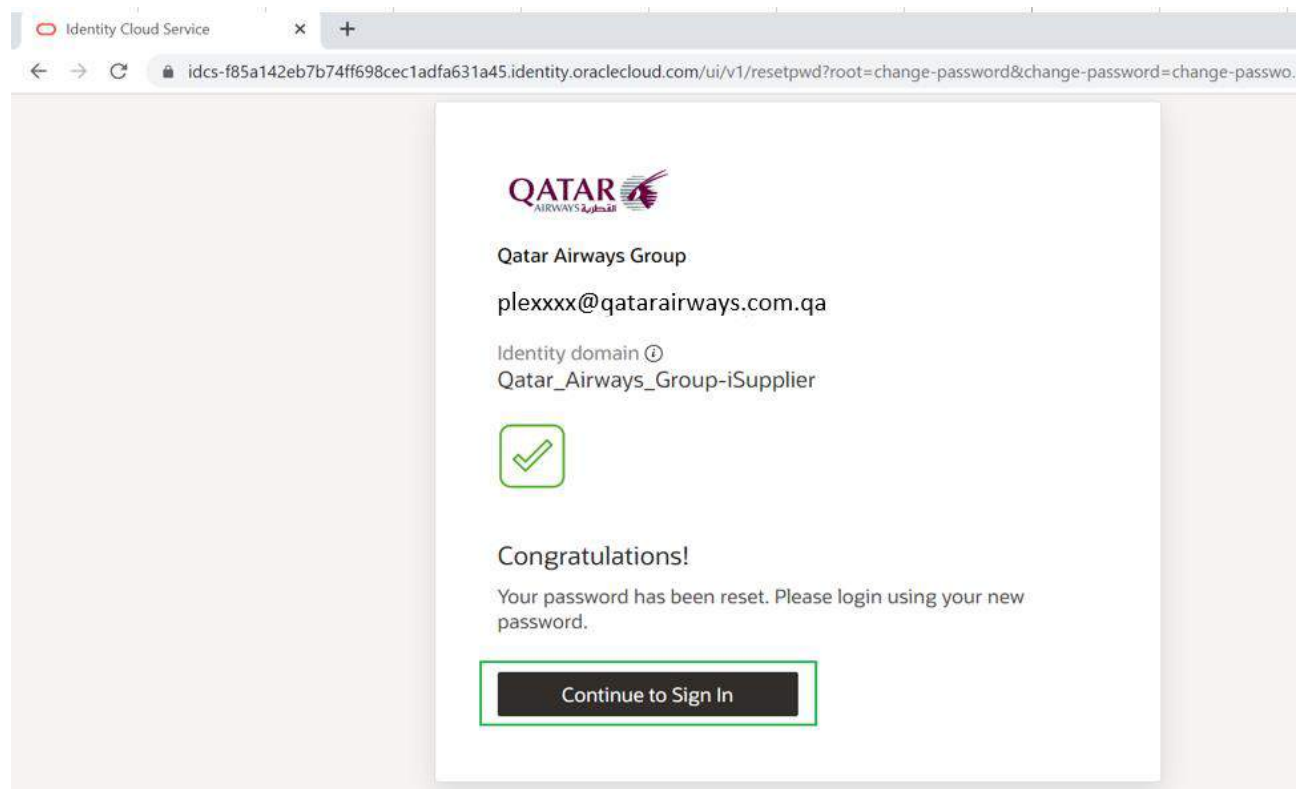 Identity Cloud Service
idcs-f85a142eb7b74ff698cec1adfa631a45.identity.oraclecloud.com/ui/v1/resetpwd?root=change-password&change-password=change-passwo.
QATAR
AIRWAYS القطرية
Qatar Airways Group
plexxxx@qatarairways.com.qa
Identity domain
Qatar_Airways_Group-iSupplier
Congratulations!
Your password has been reset. Please login using your new
password.
Continue to Sign In